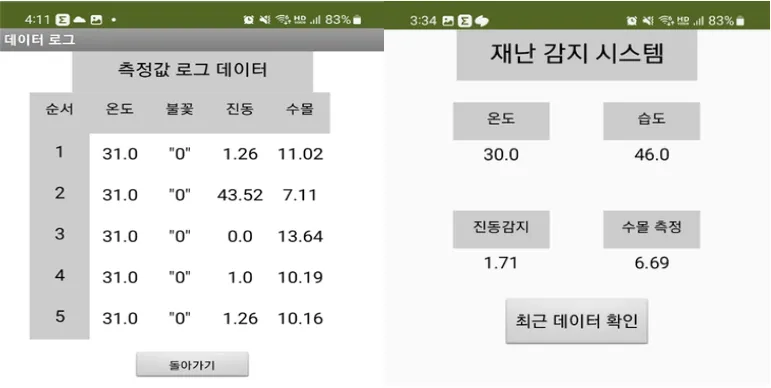 4:11
83%
데이터 로그
측정값 로그 데이터
순서 온도 불꽃 진동 수몰
1 31.0 "0" 1.26 11.02
2 31.0 "0" 43.52 7.11
3 31.0 "0" 0.0 13.64
4 31.0 "0" 1.0 10.19
5 31.0 "0" 1.26 10.16
돌아가기
3:34
83%
재난 감지 시스템
온도 습도
30.0 46.0
진동감지 수몰 측정
1.71 6.69
최근 데이터 확인